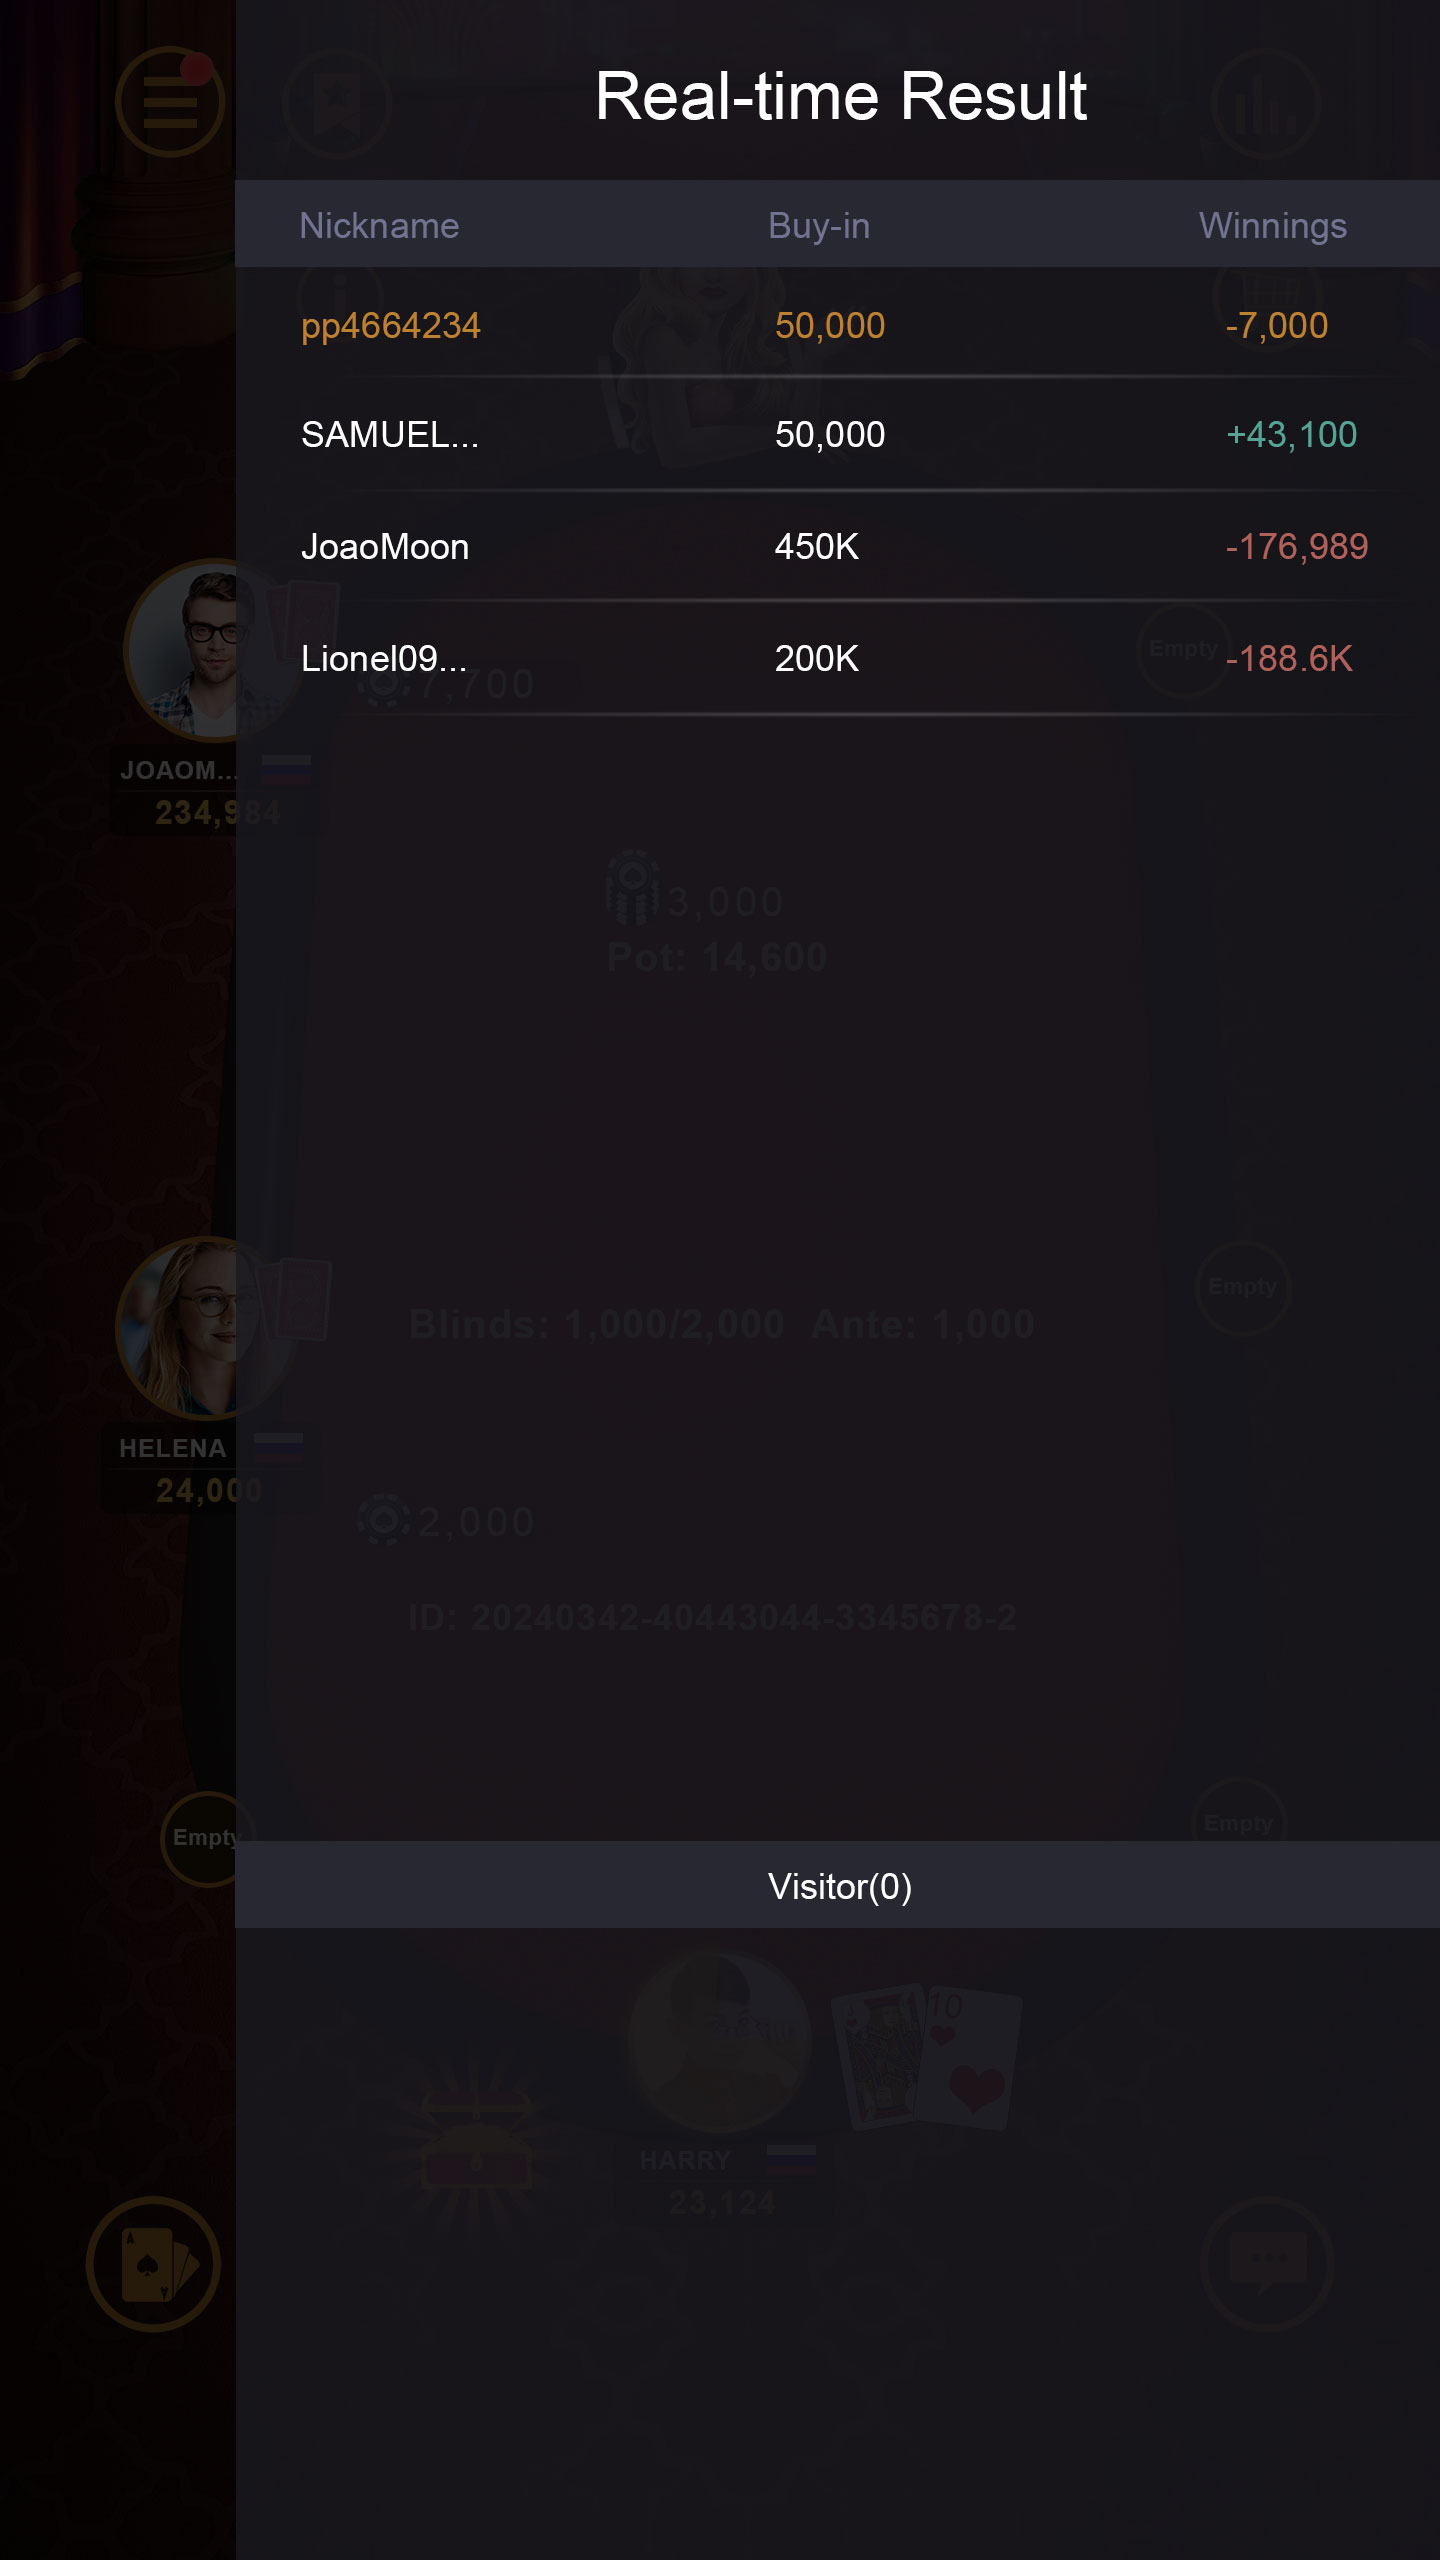 Real-time Result
Nickname Buy-in Winnings
pp4664234 50,000 -7,000
SAMUEL... 50,000 +43,100
JoaoMoon 450K -176,989
Lionel09... 200K -188.6K
Empty
7,700
JOAOM...
234,984
3,000
Pot: 14,600
Empty
Blinds: 1,000/2,000 Ante: 1,000
HELENA
24,000
2,000
ID: 20240342-40443044-3345678-2
Empty
Empty
Visitor(0)
J
10
HARRY
23,124
A
A